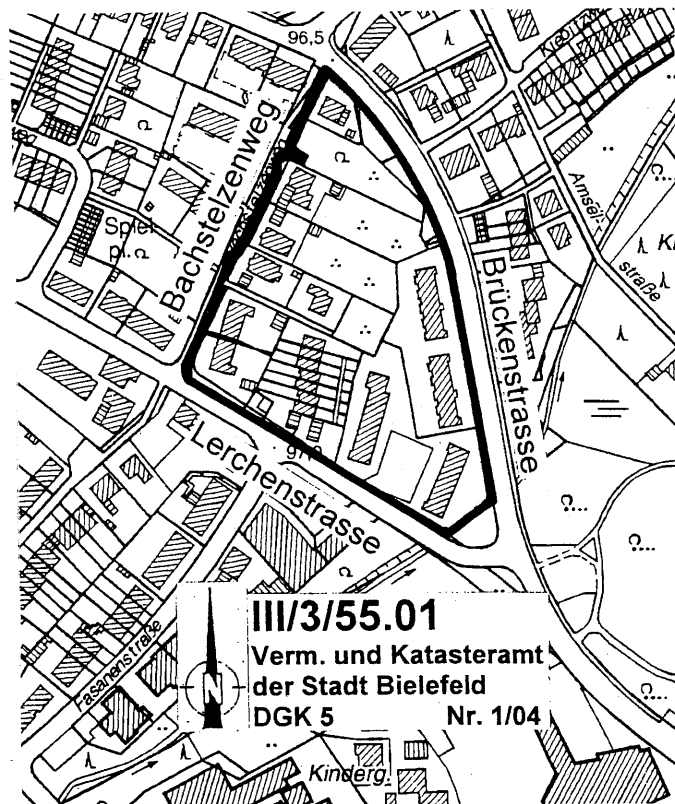 96,5
Bachstelzenweg
Spiel
pl.
Amsel-
straße
Brückenstrasse
Lerchenstrasse
Fasanenstraße
III/3/55.01
Verm. und Katasteramt
der Stadt Bielefeld
DGK 5 Nr. 1/04
N
Kinderg.